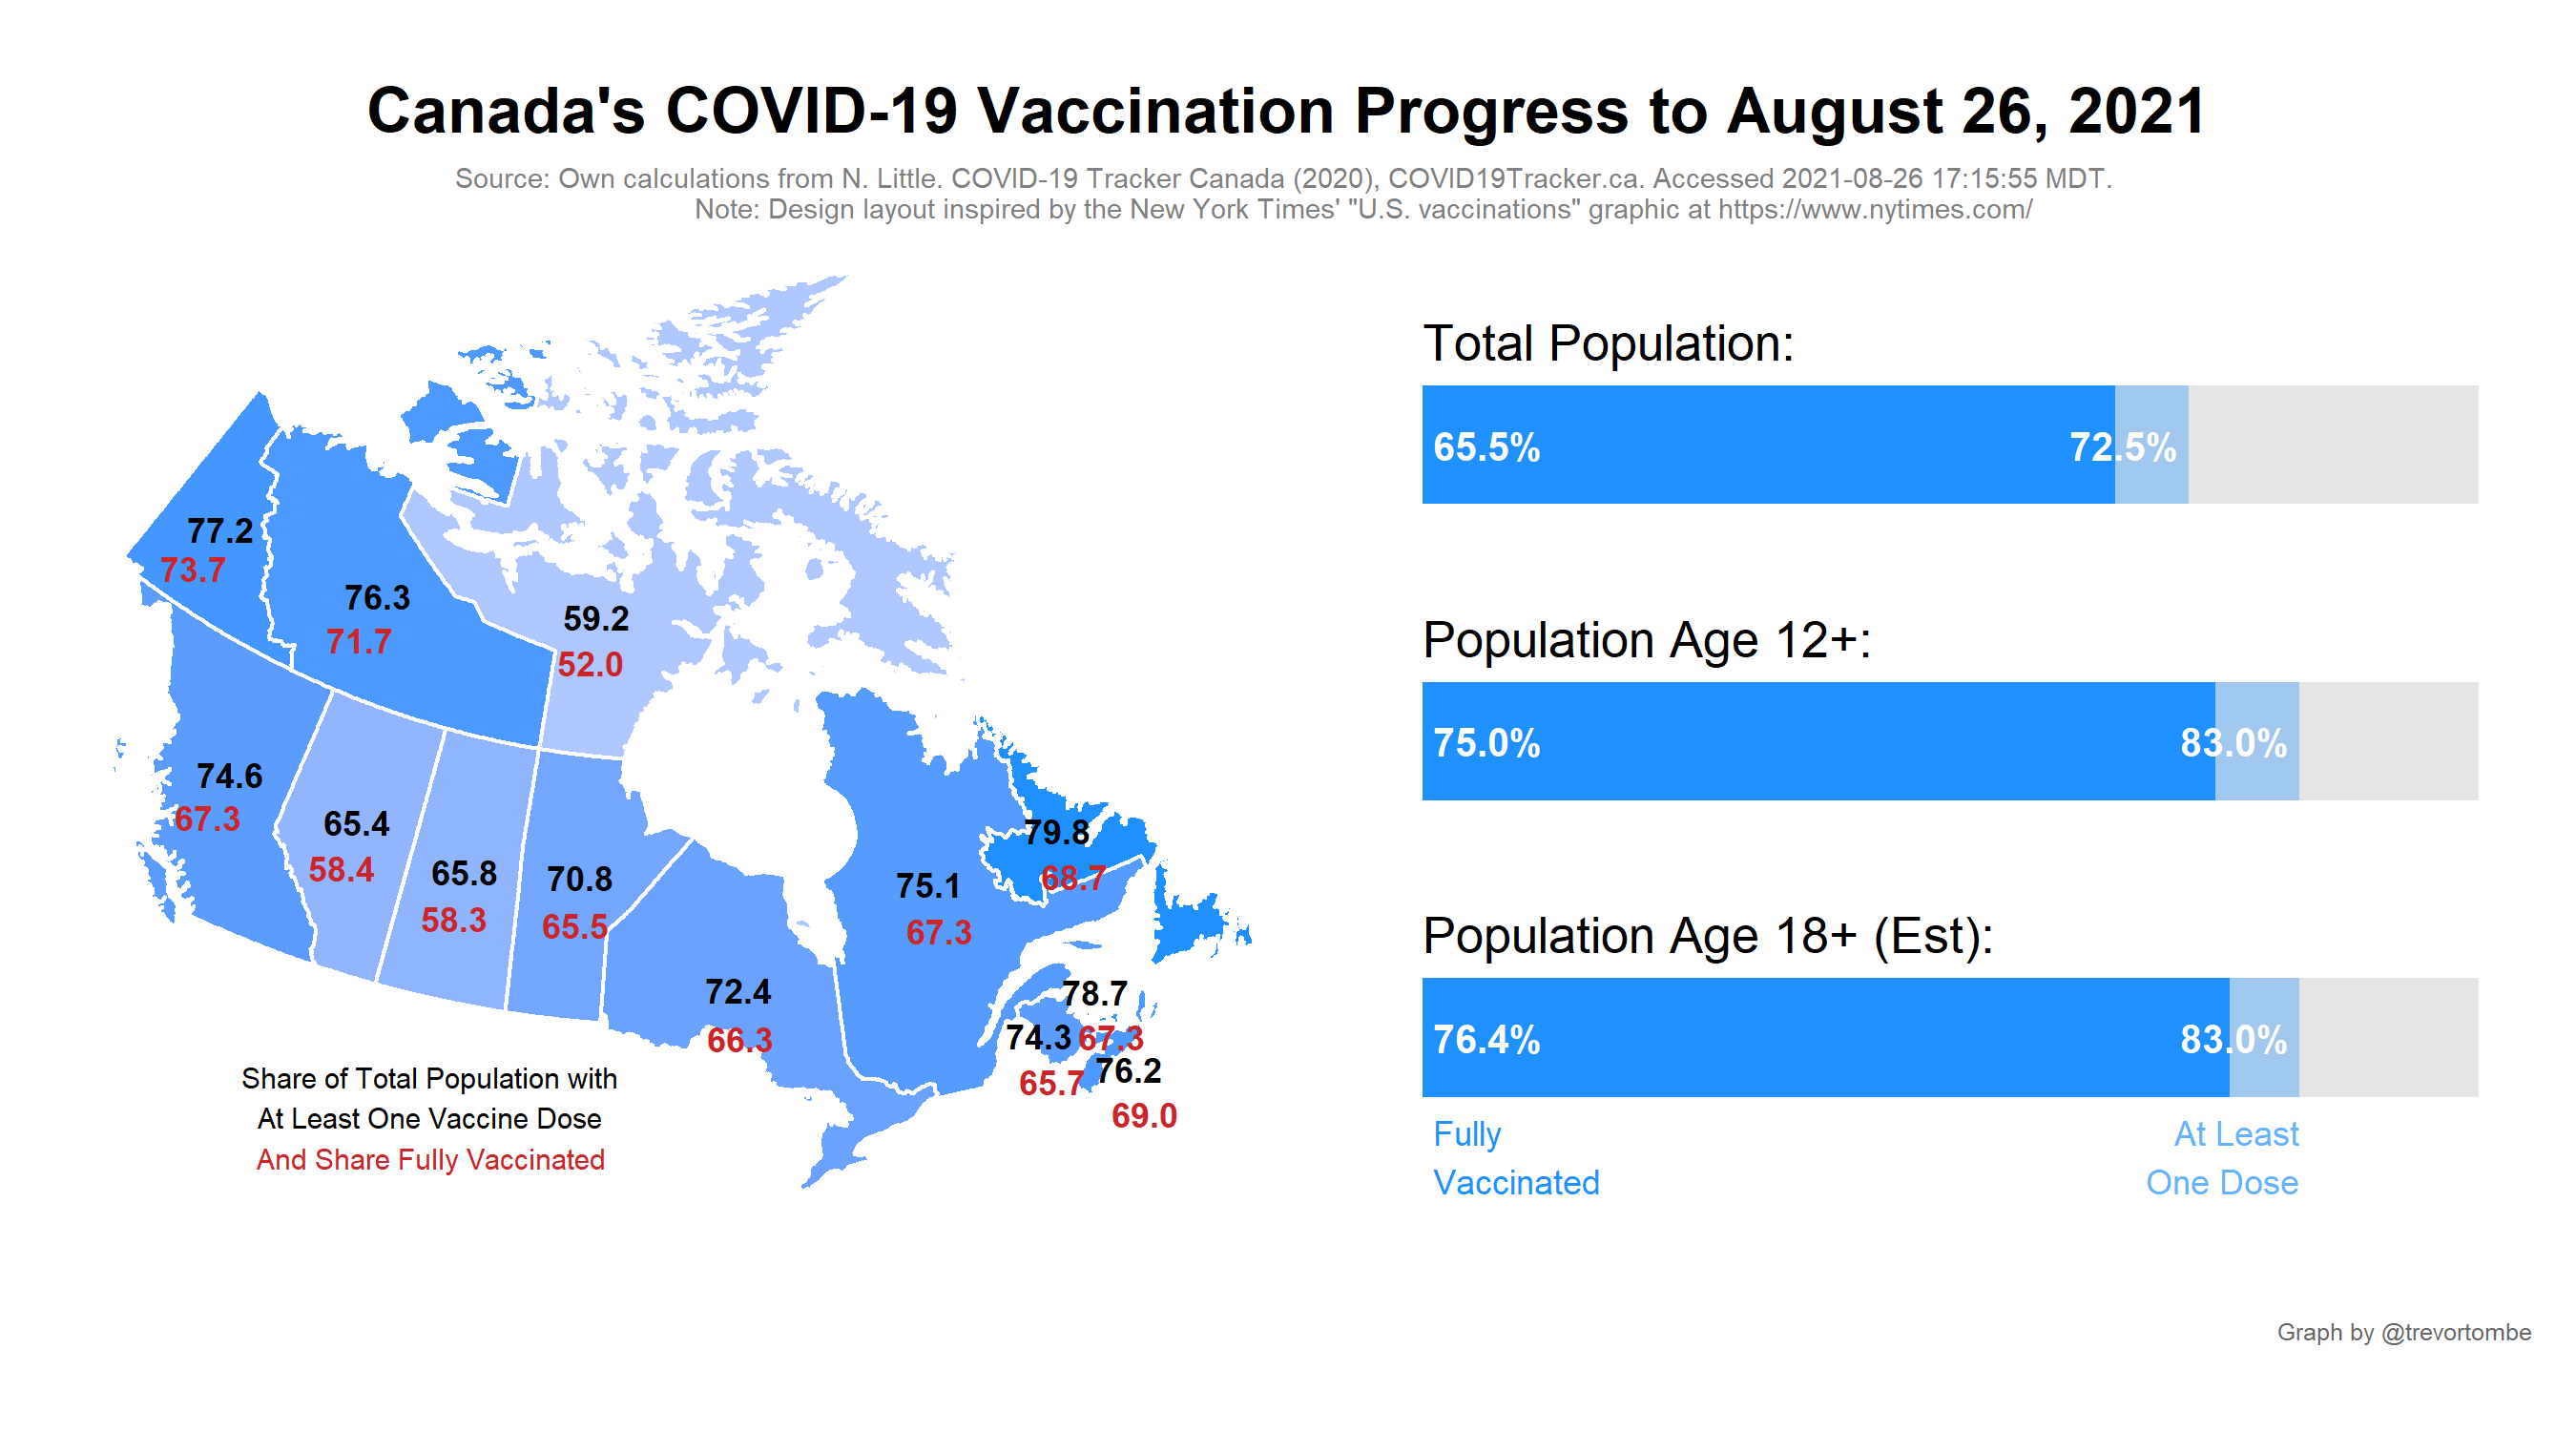 Canada's COVID-19 Vaccination Progress to August 26, 2021
Source: Own calculations from N. Little. COVID-19 Tracker Canada (2020), COVID19Tracker.ca. Accessed 2021-08-26 17:15:55 MDT.
Note: Design layout inspired by the New York Times' "U.S. vaccinations" graphic at https://www.nytimes.com/
77.2
73.7
76.3
71.7
59.2
52.0
74.6
67.3
65.4
58.4
65.8
58.3
70.8
65.5
72.4
66.3
75.1
67.3
79.8
68.7
78.7
67.3
74.3
65.7
76.2
69.0
Share of Total Population with
At Least One Vaccine Dose
And Share Fully Vaccinated
Total Population:
65.5% 72.5%
Population Age 12+:
75.0% 83.0%
Population Age 18+ (Est):
76.4% 83.0%
Fully
Vaccinated
At Least
One Dose
Graph by @trevortombe